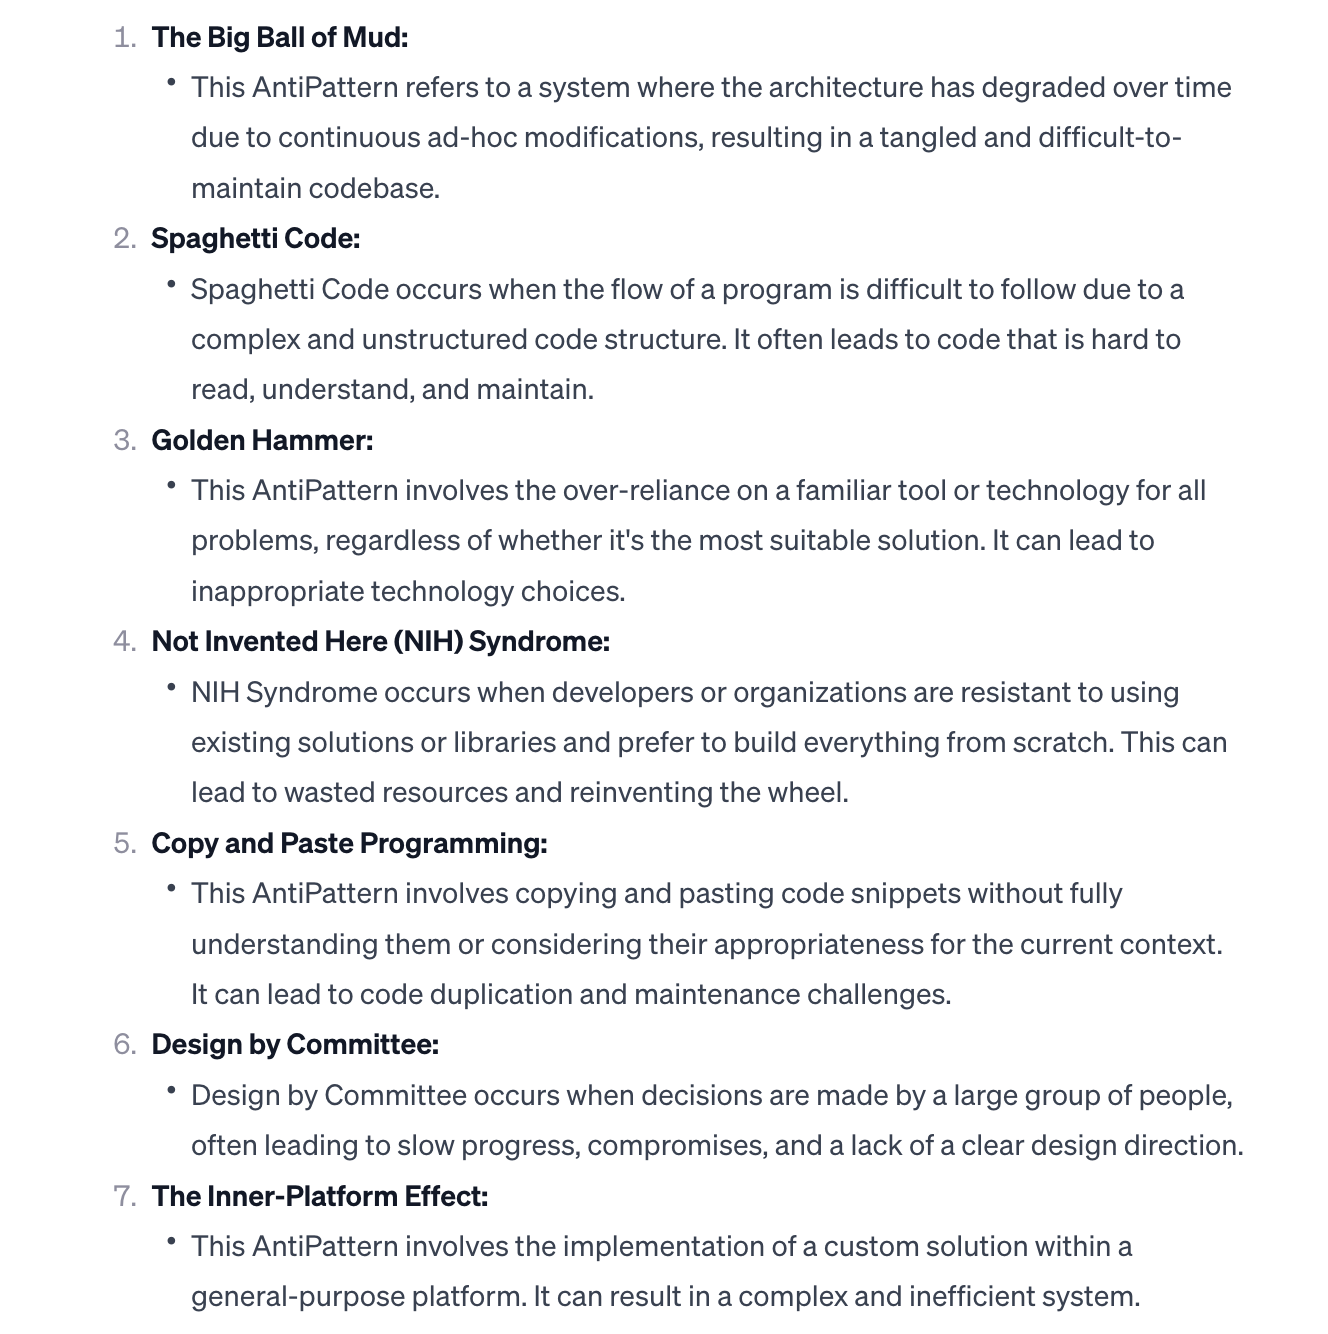 1. The Big Ball of Mud:
• This AntiPattern refers to a system where the architecture has degraded over time
due to continuous ad-hoc modifications, resulting in a tangled and difficult-to-
maintain codebase.
2. Spaghetti Code:
• Spaghetti Code occurs when the flow of a program is difficult to follow due to a
complex and unstructured code structure. It often leads to code that is hard to
read, understand, and maintain.
3. Golden Hammer:
• This AntiPattern involves the over-reliance on a familiar tool or technology for all
problems, regardless of whether it's the most suitable solution. It can lead to
inappropriate technology choices.
4. Not Invented Here (NIH) Syndrome:
• NIH Syndrome occurs when developers or organizations are resistant to using
existing solutions or libraries and prefer to build everything from scratch. This can
lead to wasted resources and reinventing the wheel.
5. Copy and Paste Programming:
• This AntiPattern involves copying and pasting code snippets without fully
understanding them or considering their appropriateness for the current context.
It can lead to code duplication and maintenance challenges.
6. Design by Committee:
• Design by Committee occurs when decisions are made by a large group of people,
often leading to slow progress, compromises, and a lack of a clear design direction.
7. The Inner-Platform Effect:
• This AntiPattern involves the implementation of a custom solution within a
general-purpose platform. It can result in a complex and inefficient system.